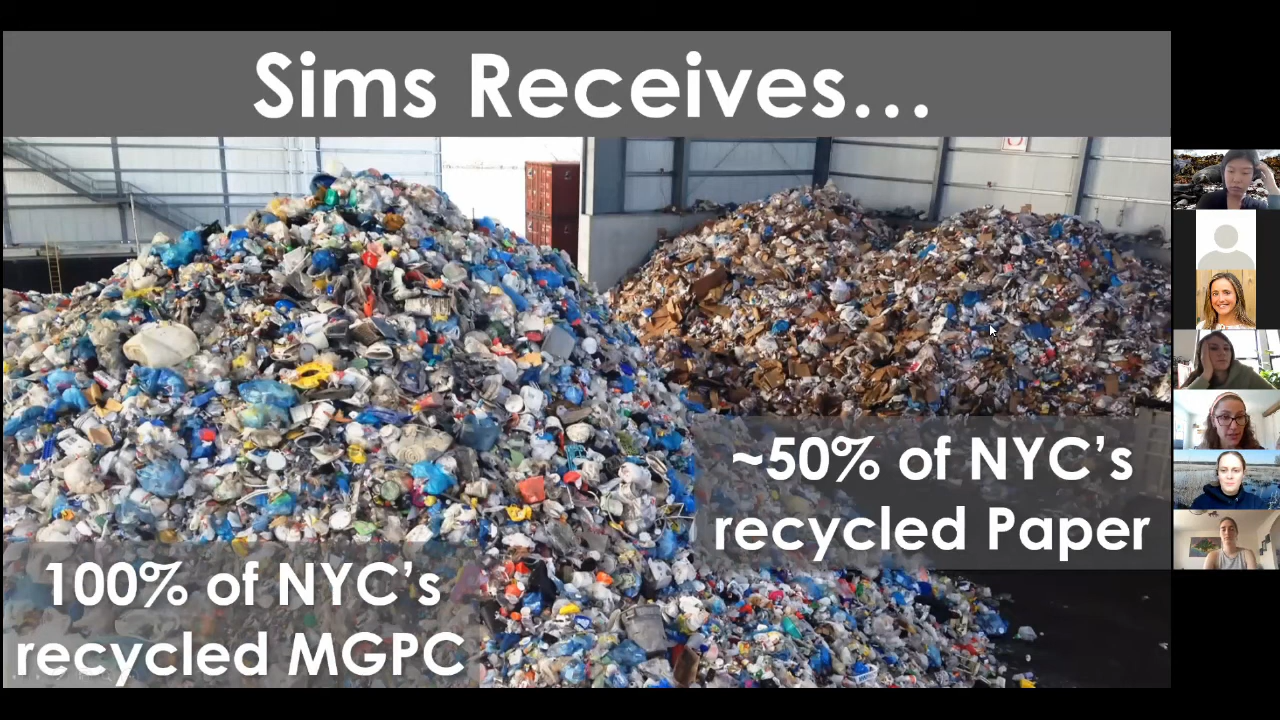 Sims Receives…
~50% of NYC’s
recycled Paper
100% of NYC’s
recycled MGPC